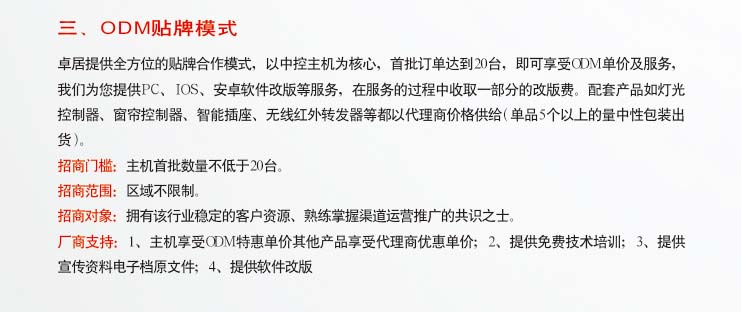 三、ODM贴牌模式
卓居提供全方位的贴牌合作模式，以中控主机为核心，首批订单达到20台，即可享受ODM单价及服务，
我们为您提供PC、IOS、安卓软件改版等服务，在服务的过程中收取一部分的改版费。配套产品如灯光
控制器、窗帘控制器、智能插座、无线红外转发器等都以代理商价格供给(单品5个以上的量中性包装出
货)。
招商门槛：主机首批数量不低于20台。
招商范围：区域不限制。
招商对象：拥有该行业稳定的客户资源、熟练掌握渠道运营推广的共识之士。
厂商支持：1、主机享受ODM特惠单价其他产品享受代理商优惠单价；2、提供免费技术培训；3、提供
宣传资料电子档原文件；4、提供软件改版